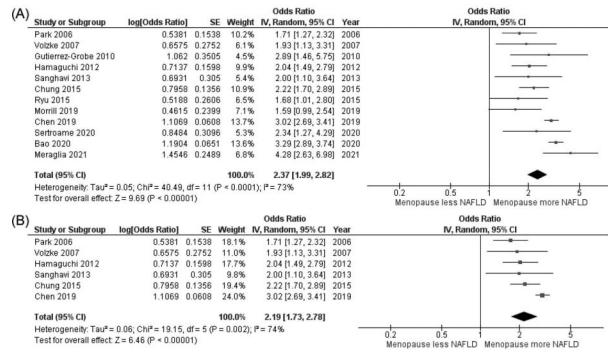 (A)
Odds Ratio Odds Ratio
Study or Subgroup log[Odds Ratio] SE Weight IV, Random, 95% CI Year IV, Random, 95% CI
Park 2006 0.5381 0.1538 10.2% 1.71 [1.27, 2.32] 2006
Volzke 2007 0.6575 0.2752 6.1% 1.93 [1.13, 3.31] 2007
Gutierrez-Grobe 2010 1.062 0.3505 4.4% 2.89 [1.46, 5.75] 2010
Hamaguchi 2012 0.7137 0.1598 9.9% 2.04 [1.49, 2.79] 2012
Sanghavi 2013 0.6931 0.305 5.4% 2.00 [1.10, 3.64] 2013
Chung 2015 0.7958 0.1356 10.9% 2.22 [1.70, 2.89] 2015
Ryu 2015 0.5188 0.2606 6.5% 1.68 [1.01, 2.80] 2015
Morrill 2019 0.4615 0.2399 7.1% 1.59 [0.99, 2.54] 2019
Chen 2019 1.1069 0.0608 13.8% 3.02 [2.69, 3.41] 2019
Sertroame 2020 0.8484 0.3096 5.3% 2.34 [1.27, 4.29] 2020
Bao 2020 1.1904 0.0651 13.6% 3.29 [2.89, 3.74] 2020
Meraglia 2021 1.4546 0.2489 6.8% 4.28 [2.63, 6.98] 2021
Total (95% CI) 100.0% 2.37 [1.99, 2.82]
Heterogeneity: Tau² = 0.05; Chi² = 40.49, df = 11 (P < 0.0001); I² = 73%
Test for overall effect: Z = 9.69 (P < 0.00001)
0.2 0.5 1 2 5
Menopause less NAFLD Menopause more NAFLD
(B)
Odds Ratio Odds Ratio
Study or Subgroup log[Odds Ratio] SE Weight IV, Random, 95% CI Year IV, Random, 95% CI
Park 2006 0.5381 0.1538 18.1% 1.71 [1.27, 2.32] 2006
Volzke 2007 0.6575 0.2752 11.0% 1.93 [1.13, 3.31] 2007
Hamaguchi 2012 0.7137 0.1598 17.7% 2.04 [1.49, 2.79] 2012
Sanghavi 2013 0.6931 0.305 9.8% 2.00 [1.10, 3.64] 2013
Chung 2015 0.7958 0.1356 19.4% 2.22 [1.70, 2.89] 2015
Chen 2019 1.1069 0.0608 24.0% 3.02 [2.69, 3.41] 2019
Total (95% CI) 100.0% 2.19 [1.73, 2.78]
Heterogeneity: Tau² = 0.06; Chi² = 19.15, df = 5 (P = 0.002); I² = 74%
Test for overall effect: Z = 6.46 (P < 0.00001)
0.2 0.5 1 2 5
Menopause less NAFLD Menopause more NAFLD